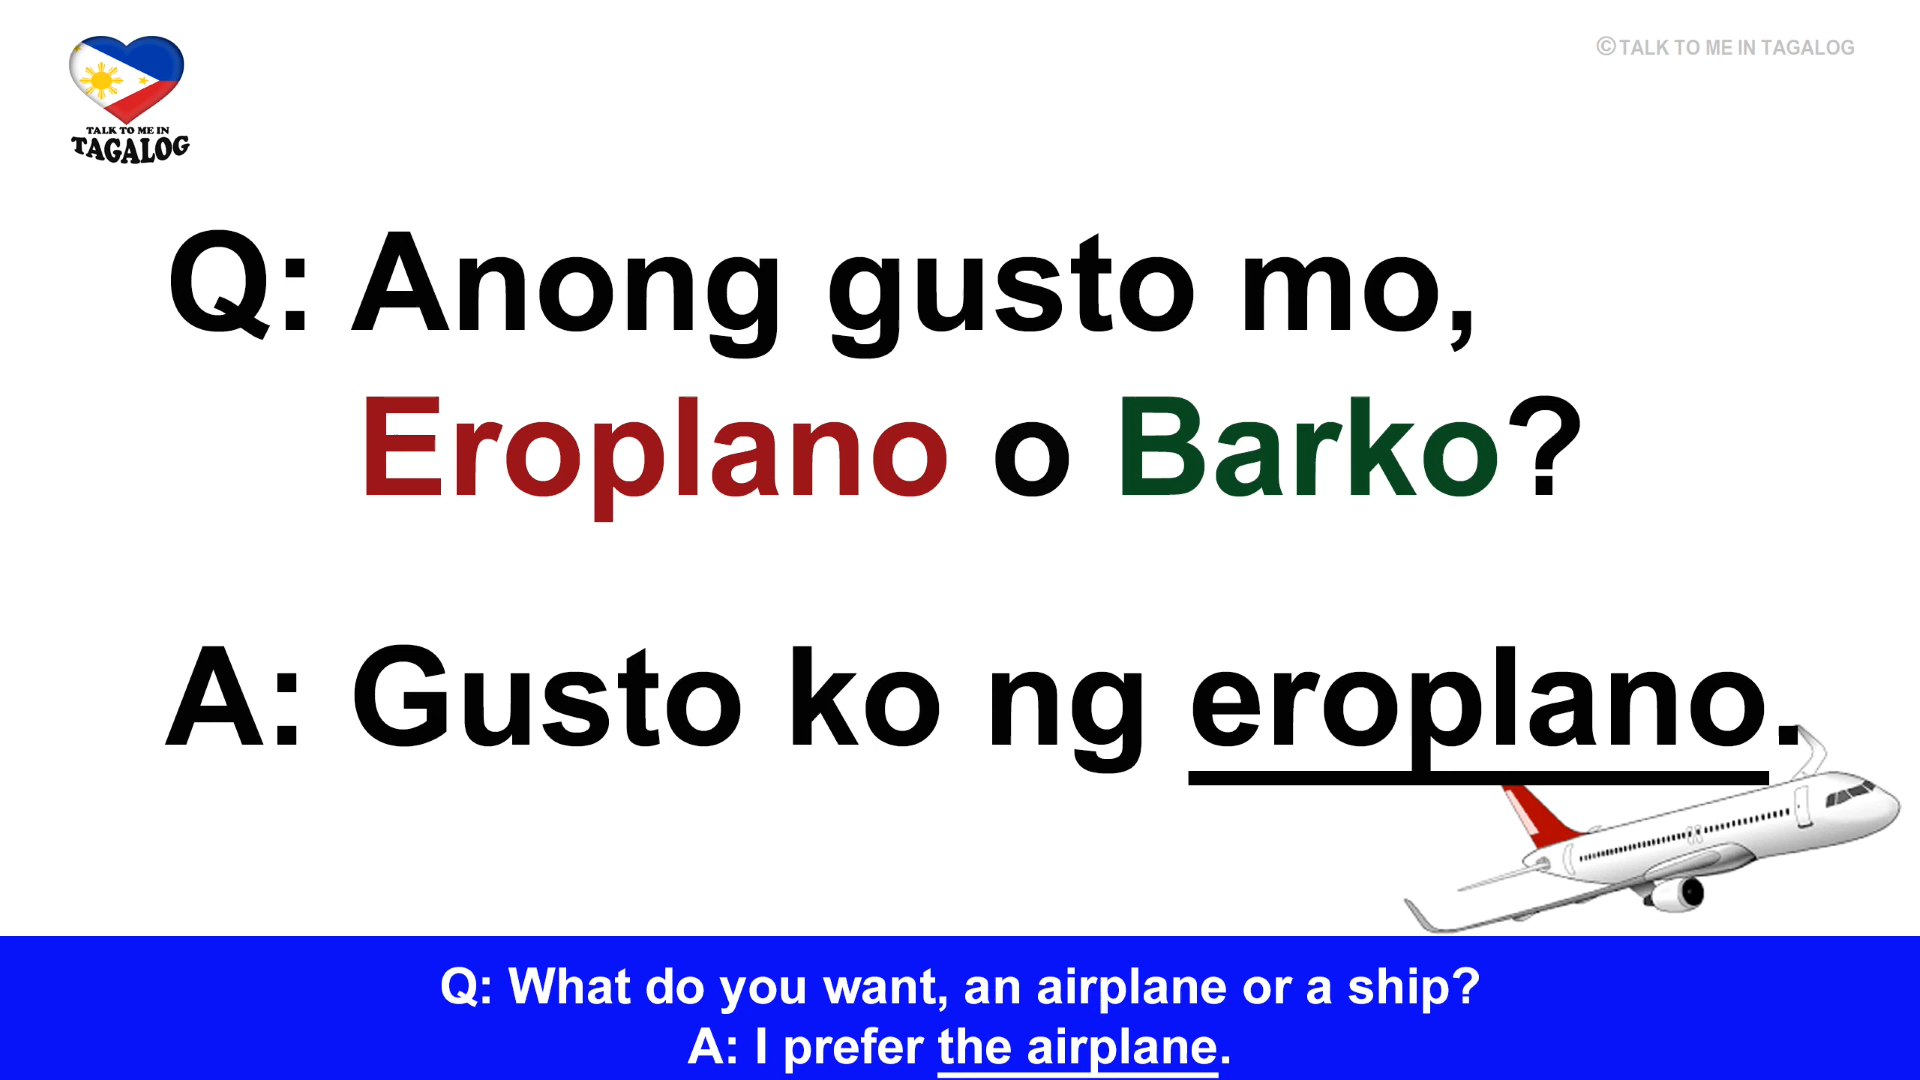 TALK TO ME IN
TAGALOG
©TALK TO ME IN TAGALOG
Q: Anong gusto mo,
Eroplano o Barko?
A: Gusto ko ng eroplano.
Q: What do you want, an airplane or a ship?
A: I prefer the airplane.